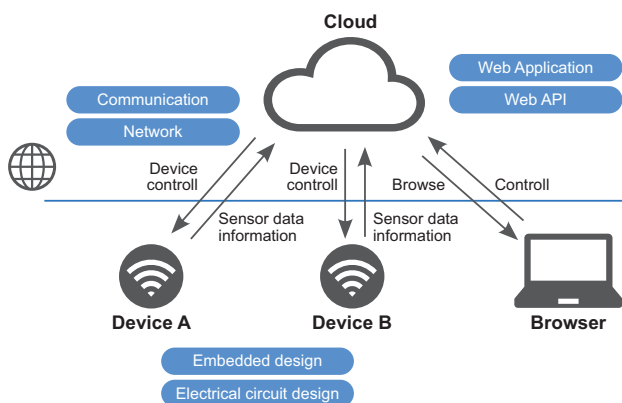 Cloud
Web Application
Web API
Communication
Network
Device
controll
Device
controll
Browse
Controll
Sensor data
information
Sensor data
information
Device A
Device B
Browser
Embedded design
Electrical circuit design